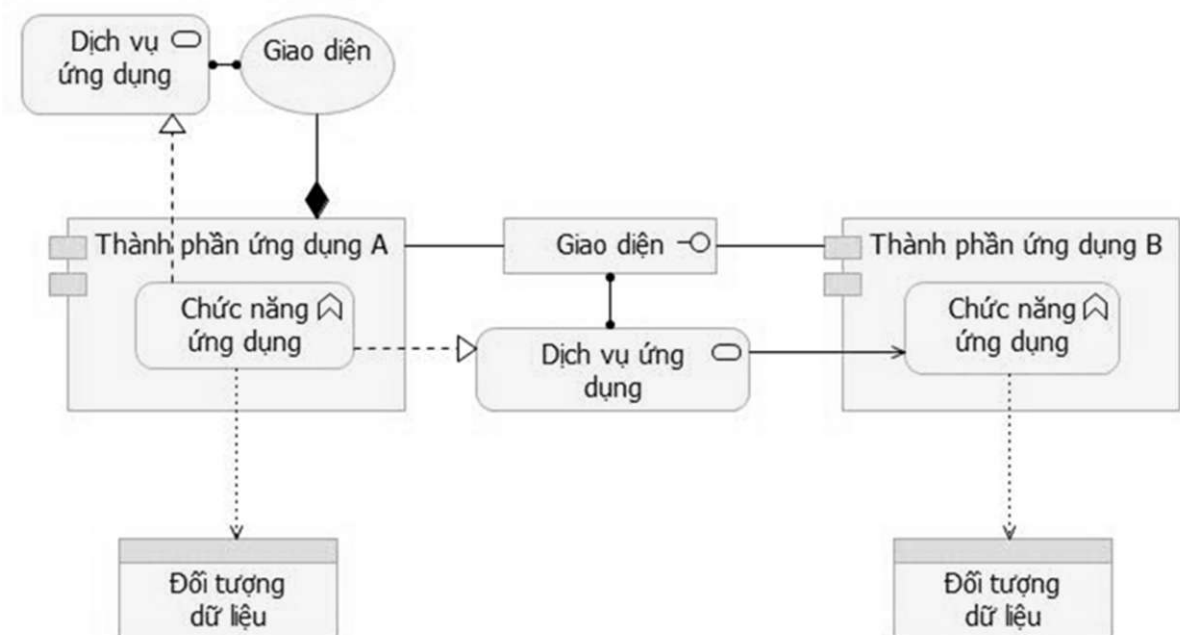 Dịch vụ
ứng dụng
Giao diện
Thành phần ứng dụng A
Giao diện
Thành phần ứng dụng B
Chức năng
ứng dụng
Dịch vụ ứng
dụng
Chức năng
ứng dụng
Đối tượng
dữ liệu
Đối tượng
dữ liệu